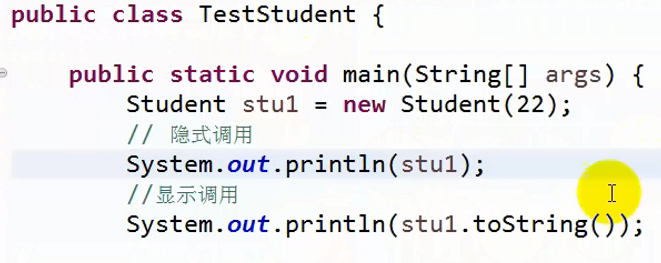 public class TestStudent {
public static void main(String[] args) {
Student stu1 = new Student(22);
// 隐式调用
System.out.println(stu1);
//显示调用
System.out.println(stu1.toString());